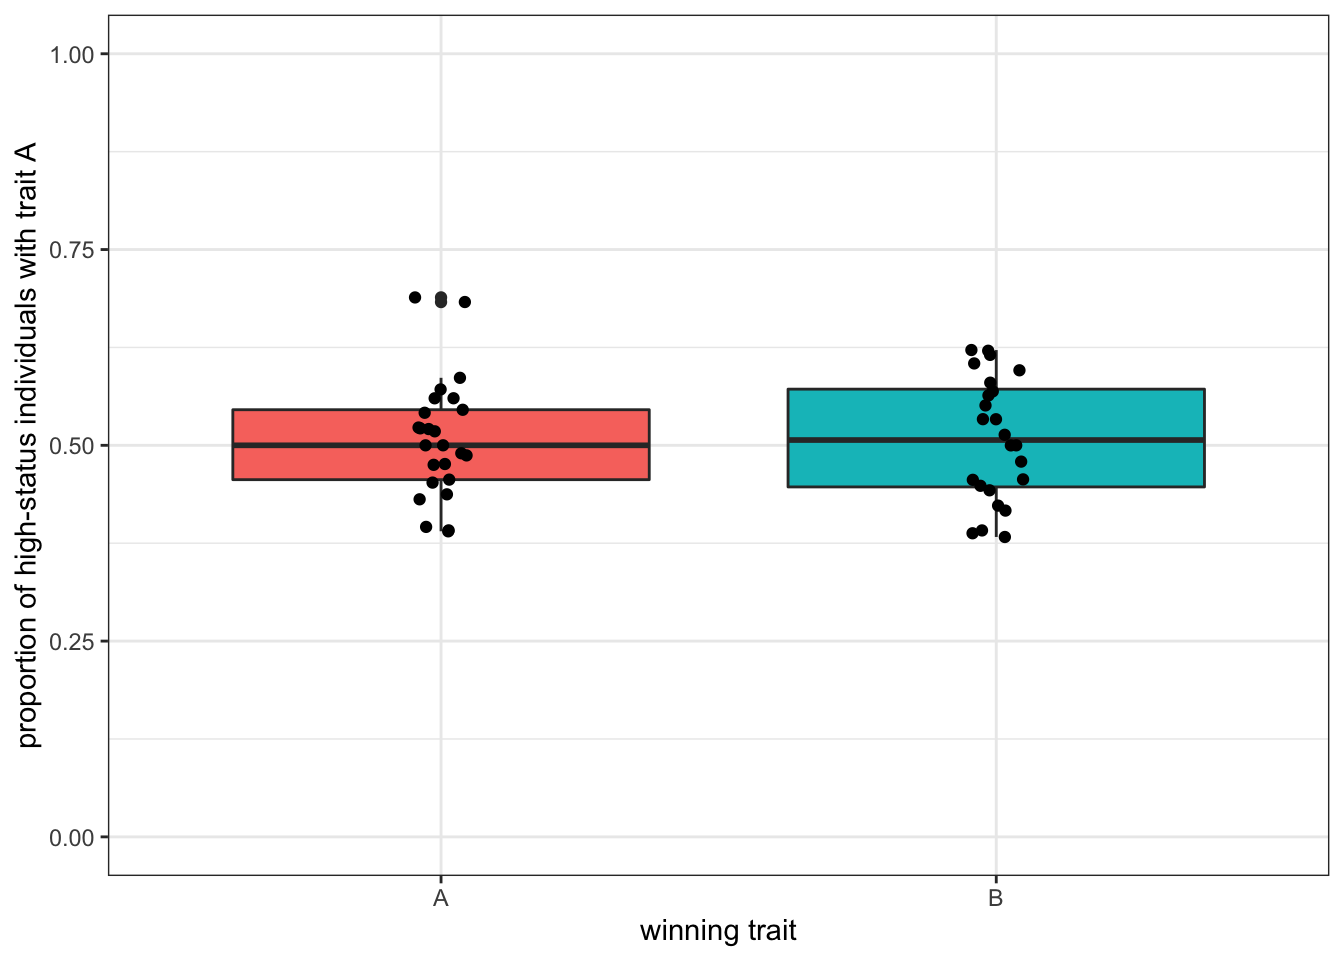 proportion of high-status individuals with trait A
1.00
0.75
0.50
0.25
0.00
A
B
winning trait